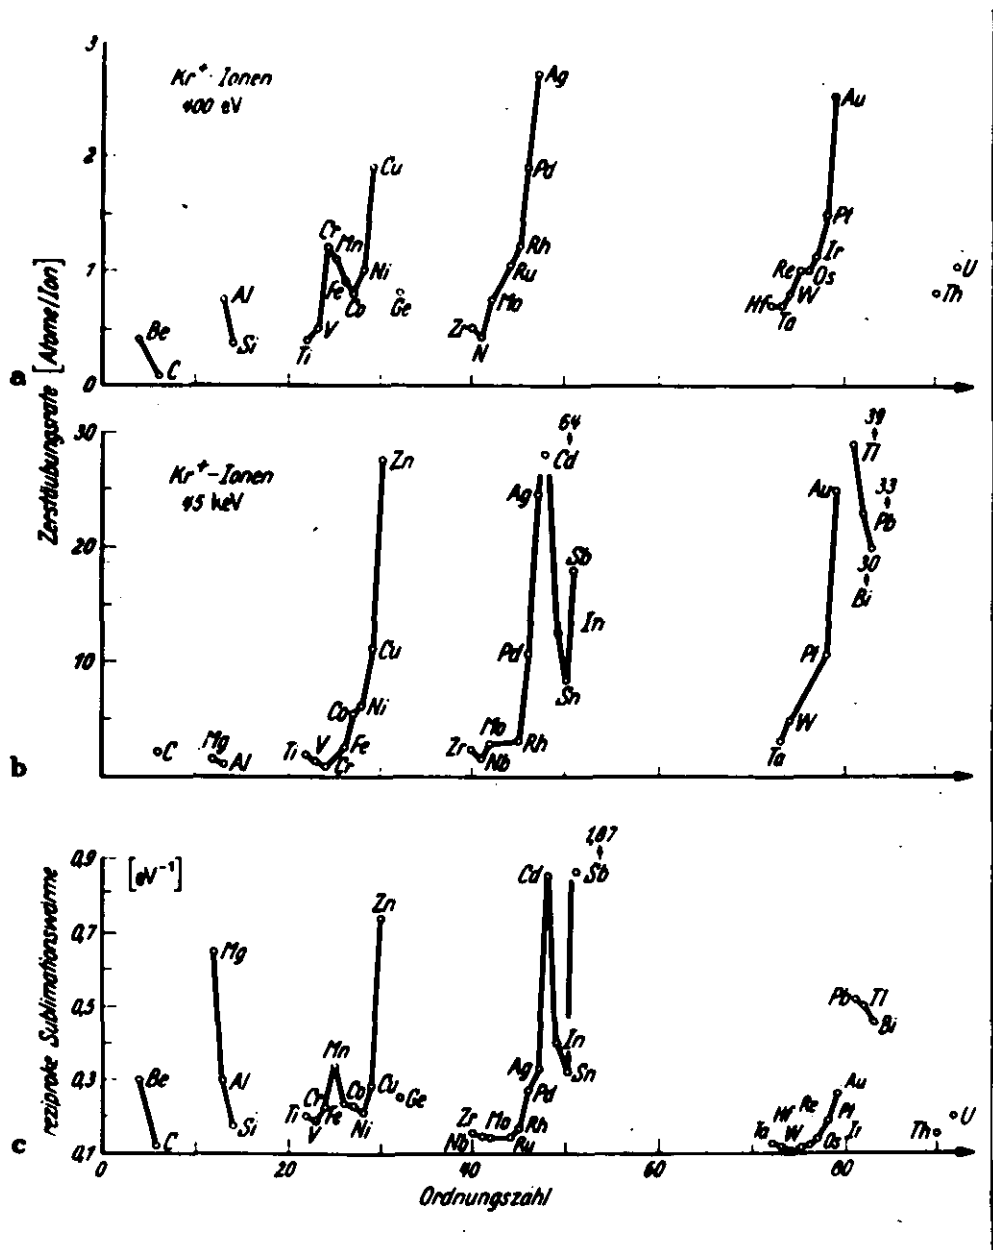 3
2
1
0
Kr⁺-Ionen
400 eV
Be
C
Al
Si
Ti
V
Cr
Mn
Fe
Co
Ni
Cu
Ge
Zr
N
Mo
Ru
Rh
Pd
Ag
Hf
Ta
W
Re
Os
Ir
Pt
Au
Th
U
a
Zerstäubungsrate [Atome/Ion]
30
20
10
Kr⁺-Ionen
45 keV
C
Mg
Al
Ti
V
Cr
Fe
Co
Ni
Cu
Zn
Zr
Nb
Mo
Rh
Pd
Ag
64
Cd
Sb
In
Sn
Ta
W
Pt
Au
39
Tl
33
Pb
30
Bi
b
reziproke Sublimationswärme
[eV⁻¹]
0,9
0,7
0,5
0,3
0,1
Be
C
Mg
Al
Si
Ti
V
Cr
Mn
Fe
Co
Ni
Cu
Zn
Ge
Zr
Nb
Mo
Ru
Rh
Pd
Ag
Cd
In
Sn
1,87
Sb
Ta
Hf
W
Re
Os
Ir
Pt
Au
Pb
Tl
Bi
Th
U
c
0
20
40
60
80
Ordnungszahl